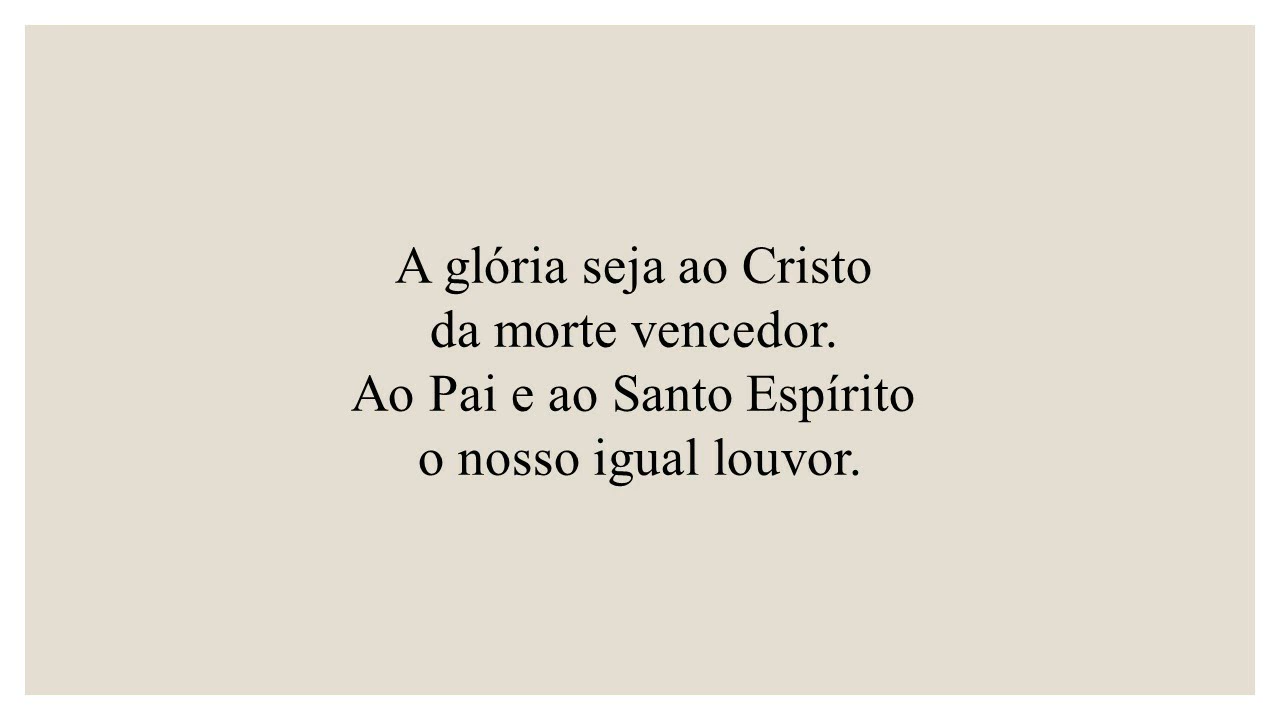 A glória seja ao Cristo
da morte vencedor.
Ao Pai e ao Santo Espírito
o nosso igual louvor.